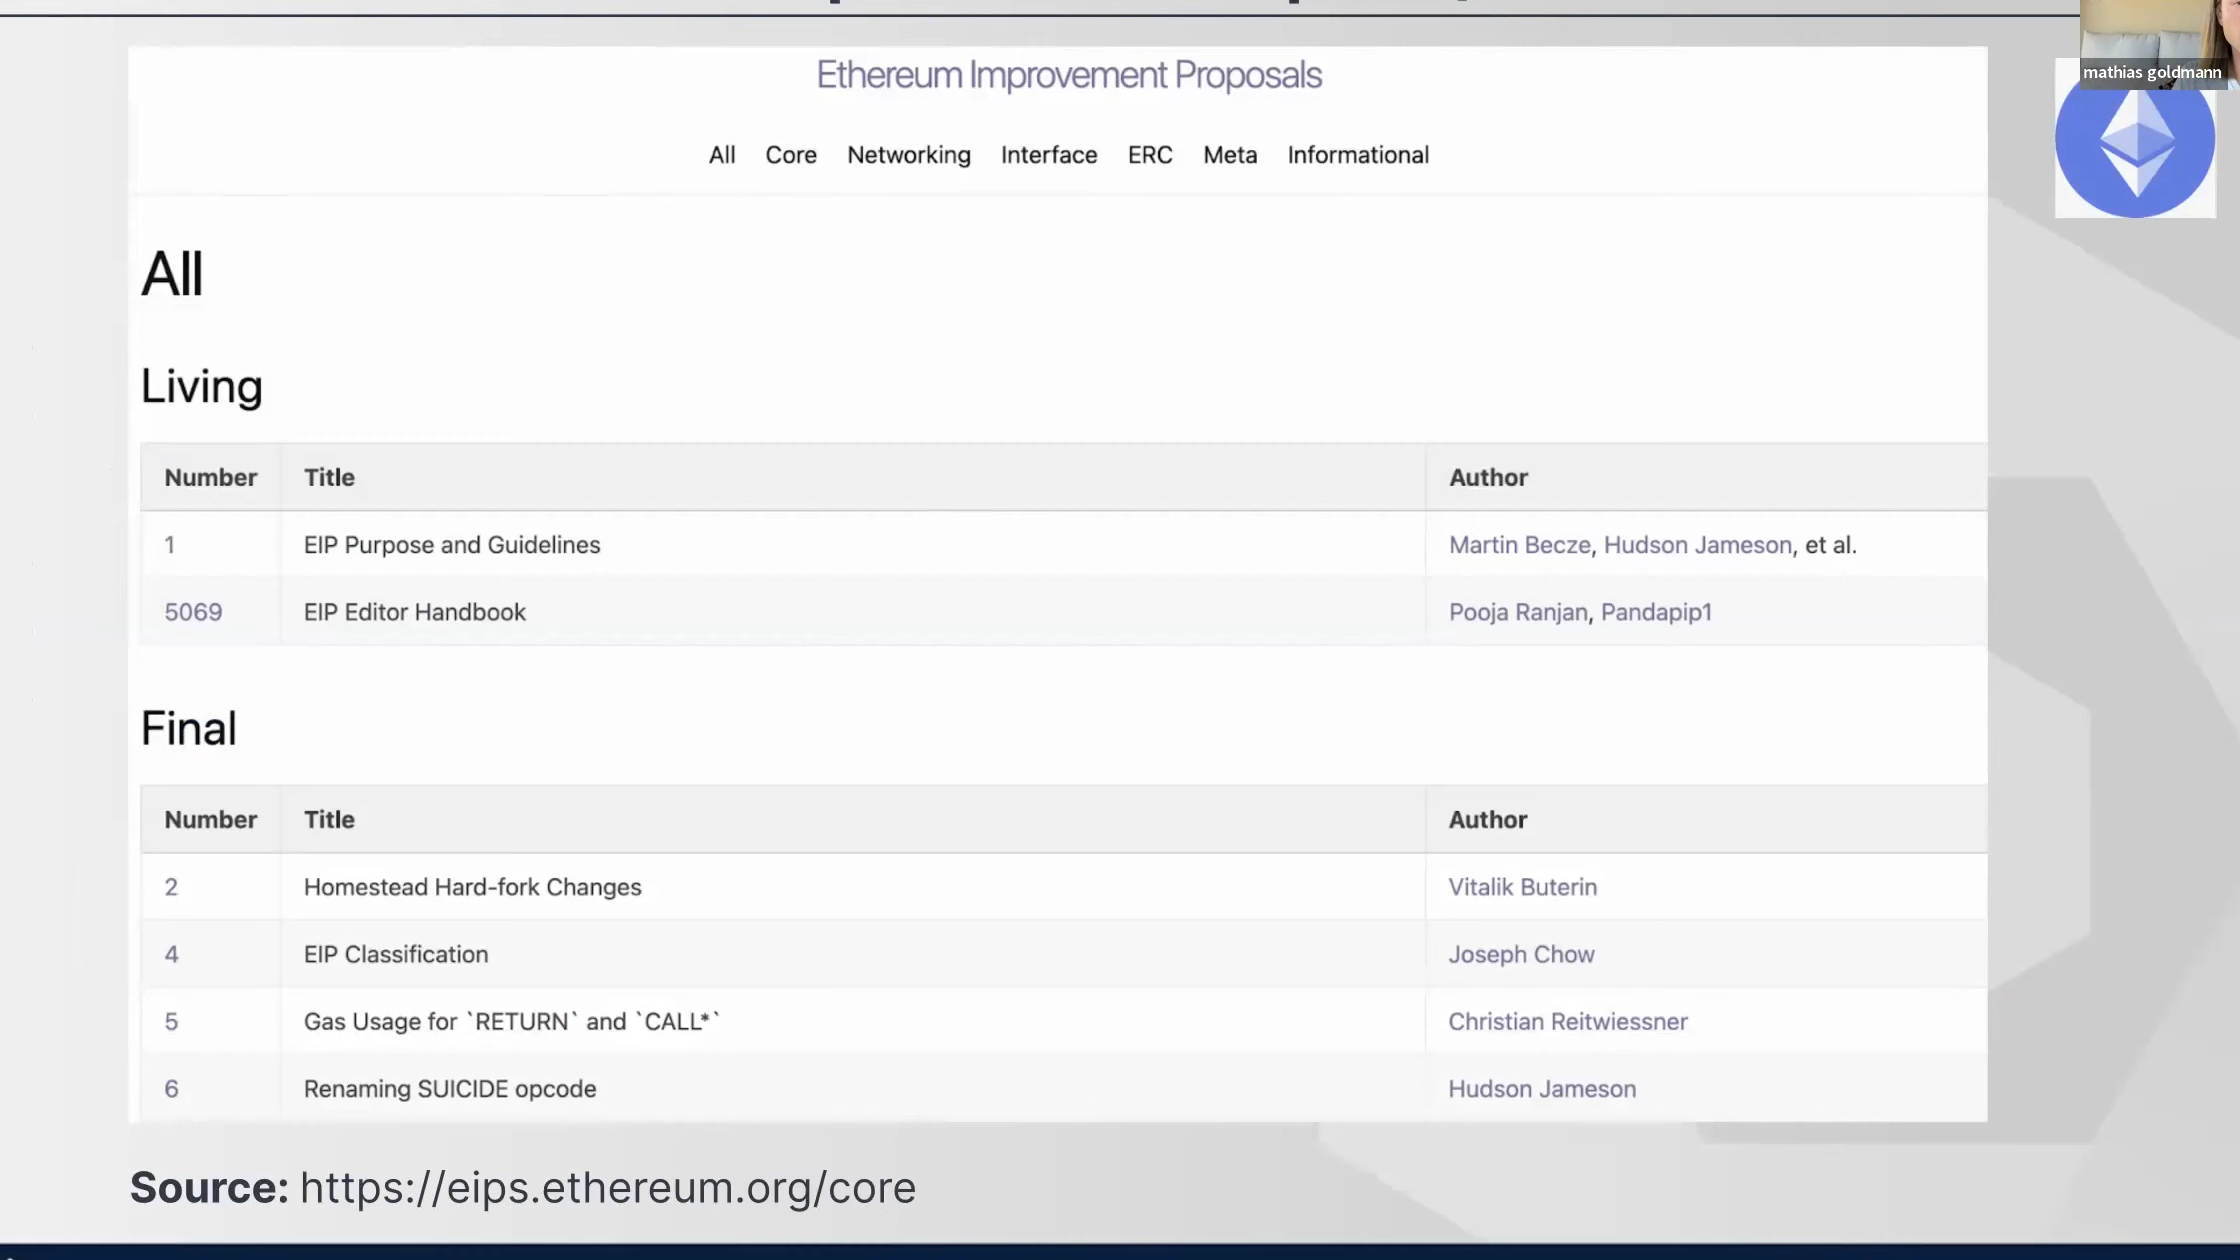 mathias goldmann
Ethereum Improvement Proposals
All Core Networking Interface ERC Meta Informational
All
Living
Number Title Author
1 EIP Purpose and Guidelines Martin Becze, Hudson Jameson, et al.
5069 EIP Editor Handbook Pooja Ranjan, Pandapip1
Final
Number Title Author
2 Homestead Hard-fork Changes Vitalik Buterin
4 EIP Classification Joseph Chow
5 Gas Usage for `RETURN` and `CALL*` Christian Reitwiessner
6 Renaming SUICIDE opcode Hudson Jameson
Source: https://eips.ethereum.org/core